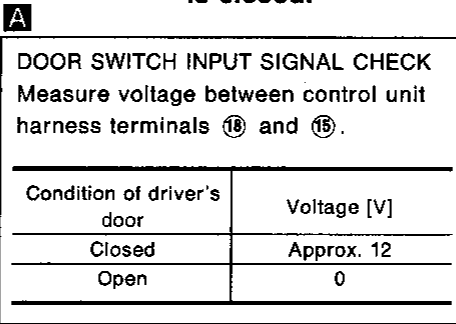 A
DOOR SWITCH INPUT SIGNAL CHECK
Measure voltage between control unit
harness terminals ⑱ and ⑮.
Condition of driver's door Voltage [V]
Closed Approx. 12
Open 0